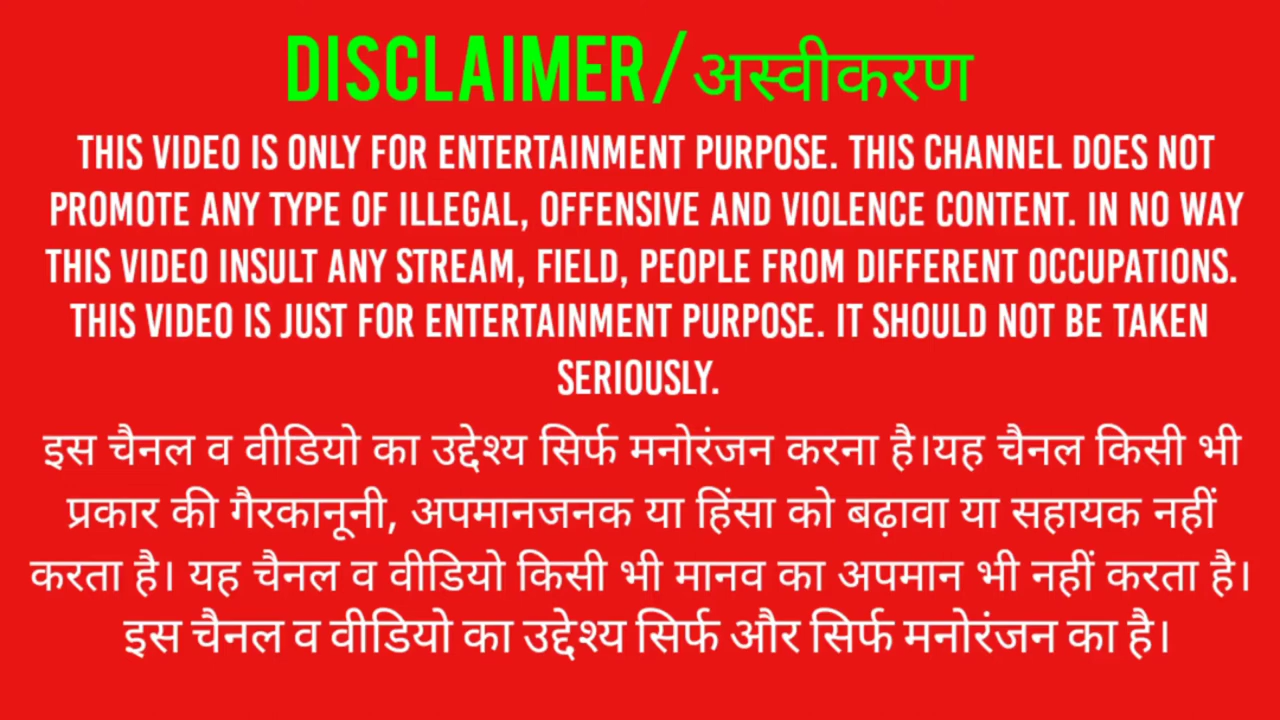 DISCLAIMER/अस्वीकरण
THIS VIDEO IS ONLY FOR ENTERTAINMENT PURPOSE. THIS CHANNEL DOES NOT
PROMOTE ANY TYPE OF ILLEGAL, OFFENSIVE AND VIOLENCE CONTENT. IN NO WAY
THIS VIDEO INSULT ANY STREAM, FIELD, PEOPLE FROM DIFFERENT OCCUPATIONS.
THIS VIDEO IS JUST FOR ENTERTAINMENT PURPOSE. IT SHOULD NOT BE TAKEN
SERIOUSLY.
इस चैनल व वीडियो का उद्देश्य सिर्फ मनोरंजन करना है।यह चैनल किसी भी
प्रकार की गैरकानूनी, अपमानजनक या हिंसा को बढ़ावा या सहायक नहीं
करता है। यह चैनल व वीडियो किसी भी मानव का अपमान भी नहीं करता है।
इस चैनल व वीडियो का उद्देश्य सिर्फ और सिर्फ मनोरंजन का है।